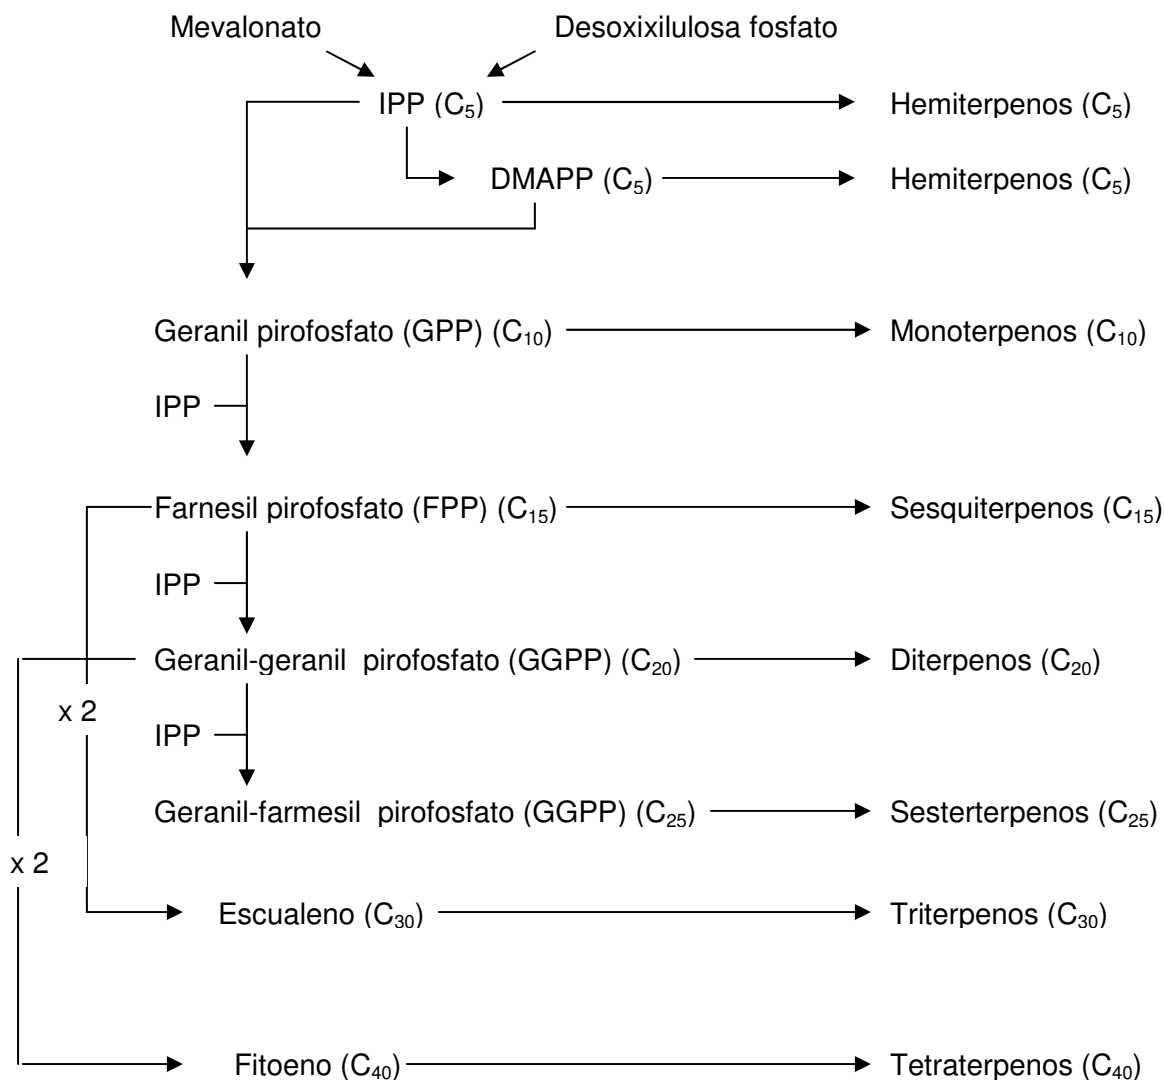 Mevalonato Desoxixilulosa fosfato
IPP (C₅) Hemiterpenos (C₅)
DMAPP (C₅) Hemiterpenos (C₅)
Geranil pirofosfato (GPP) (C₁₀) Monoterpenos (C₁₀)
IPP
Farnesil pirofosfato (FPP) (C₁₅) Sesquiterpenos (C₁₅)
IPP
Geranil-geranil pirofosfato (GGPP) (C₂₀) Diterpenos (C₂₀)
x 2
IPP
Geranil-farmesil pirofosfato (GGPP) (C₂₅) Sesterterpenos (C₂₅)
x 2
Escualeno (C₃₀) Triterpenos (C₃₀)
Fitoeno (C₄₀) Tetraterpenos (C₄₀)